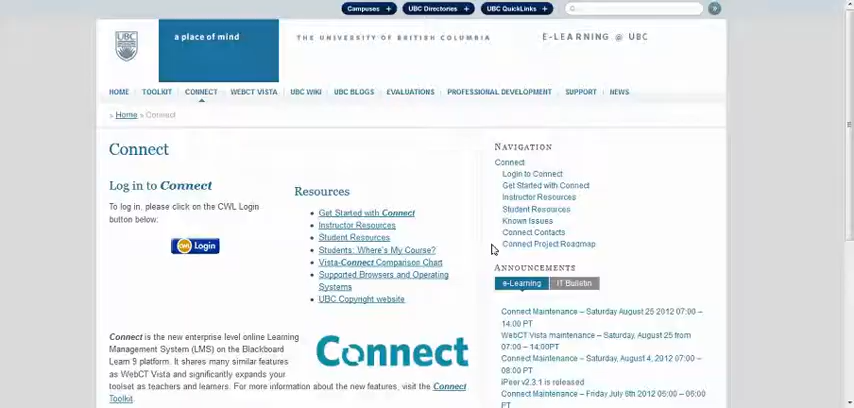 Campuses +
UBC Directories +
UBC QuickLinks +
UBC
a place of mind
THE UNIVERSITY OF BRITISH COLUMBIA
E-LEARNING @ UBC
HOME
TOOLKIT
CONNECT
WEBCT VISTA
UBC WIKI
UBC BLOGS
EVALUATIONS
PROFESSIONAL DEVELOPMENT
SUPPORT
NEWS
» Home » Connect
Connect
Log in to Connect
To log in, please click on the CWL Login
button below:
CWL Login
Resources
Get Started with Connect
Instructor Resources
Student Resources
Students: Where's My Course?
Vista-Connect Comparison Chart
Supported Browsers and Operating
Systems
UBC Copyright website
Connect is the new enterprise level online Learning
Management System (LMS) on the Blackboard
Learn 9 platform. It shares many similar features
as WebCT Vista and significantly expands your
toolset as teachers and learners. For more information about the new features, visit the Connect
Toolkit.
Connect
NAVIGATION
Connect
Login to Connect
Get Started with Connect
Instructor Resources
Student Resources
Known Issues
Connect Contacts
Connect Project Roadmap
ANNOUNCEMENTS
e-Learning
IT Bulletin
Connect Maintenance – Saturday August 25 2012 07:00 –
14:00 PT
WebCT Vista maintenance – Saturday, August 25 from
07:00 – 14:00PT
Connect Maintenance – Saturday, August 4, 2012 07:00 –
08:00 PT
iPeer v2.3.1 is released
Connect Maintenance – Friday July 6th 2012 05:00 – 06:00
PT